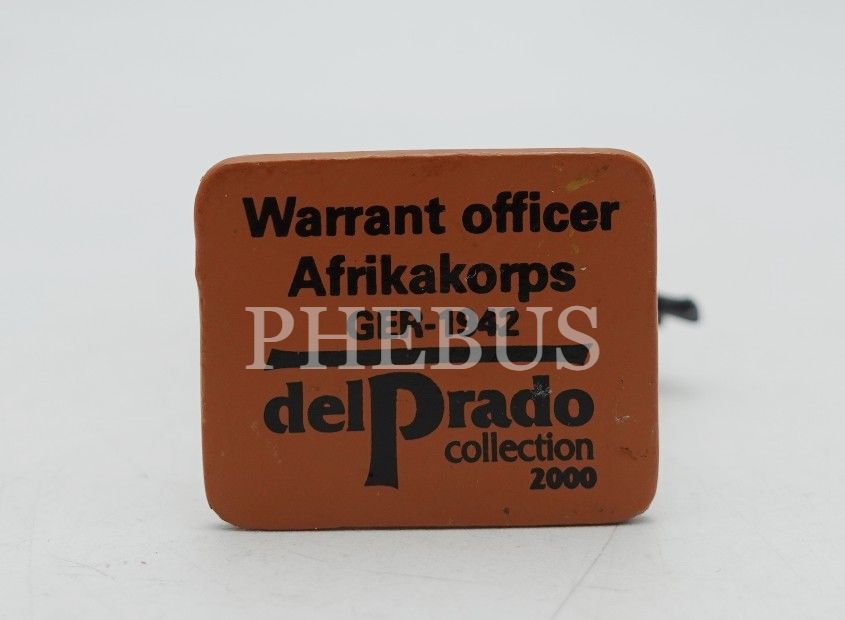 Warrant officer
Afrikakorps
GER-1942
PHEBUS
delPrado
collection
2000